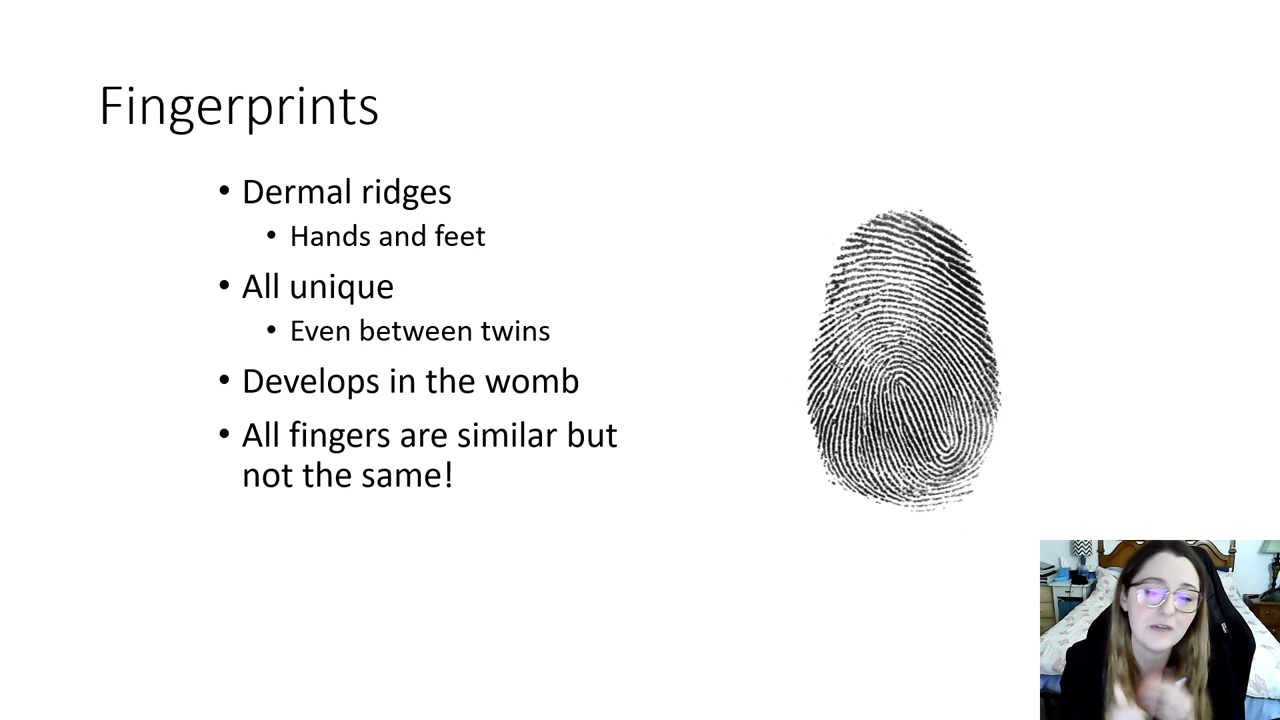 Fingerprints
• Dermal ridges
• Hands and feet
• All unique
• Even between twins
• Develops in the womb
• All fingers are similar but
not the same!